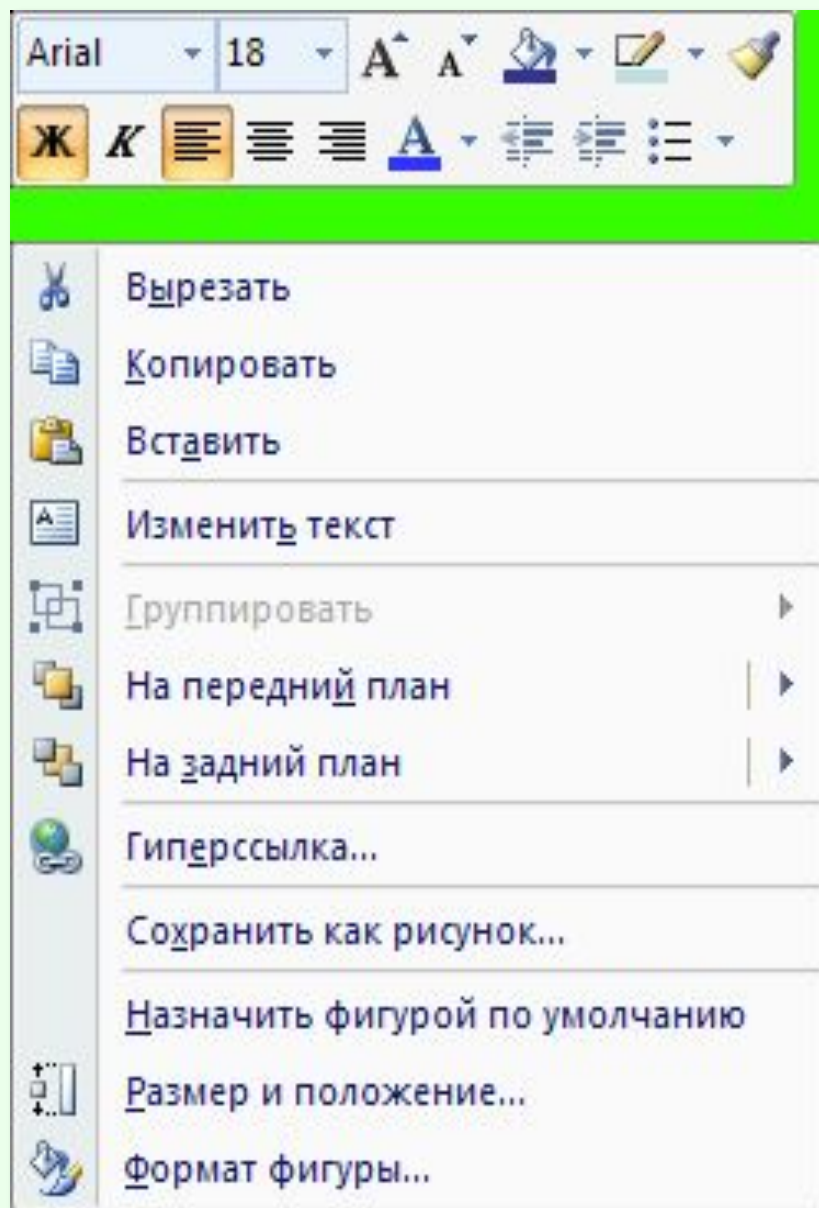 Arial 18 A A
Ж К A
Вырезать
Копировать
Вставить
Изменить текст
Группировать
На передний план
На задний план
Гиперссылка...
Сохранить как рисунок...
Назначить фигурой по умолчанию
Размер и положение...
Формат фигуры...